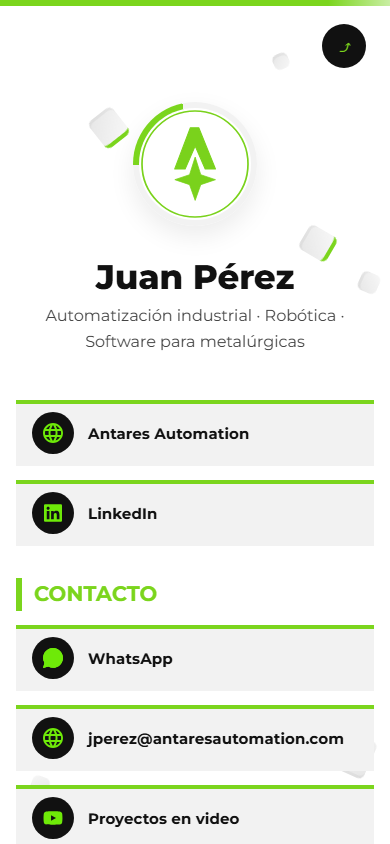 Juan Pérez
Automatización industrial · Robótica ·
Software para metalúrgicas
Antares Automation
LinkedIn
CONTACTO
WhatsApp
jperez@antaresautomation.com
Proyectos en video